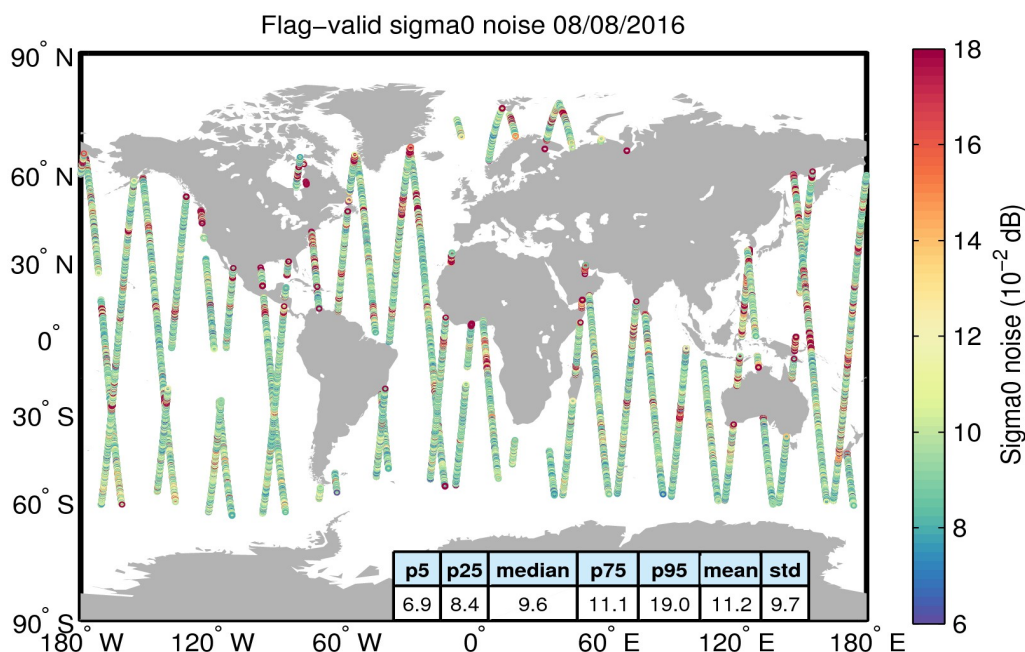 Flag−valid sigma0 noise 08/08/2016
90° N
60° N
30° N
0°
30° S
60° S
90° S
180° W
120° W
60° W
0°
60° E
120° E
180° E
p5 p25 median p75 p95 mean std
6.9 8.4 9.6 11.1 19.0 11.2 9.7
18
16
14
12
10
8
6
Sigma0 noise (10⁻² dB)